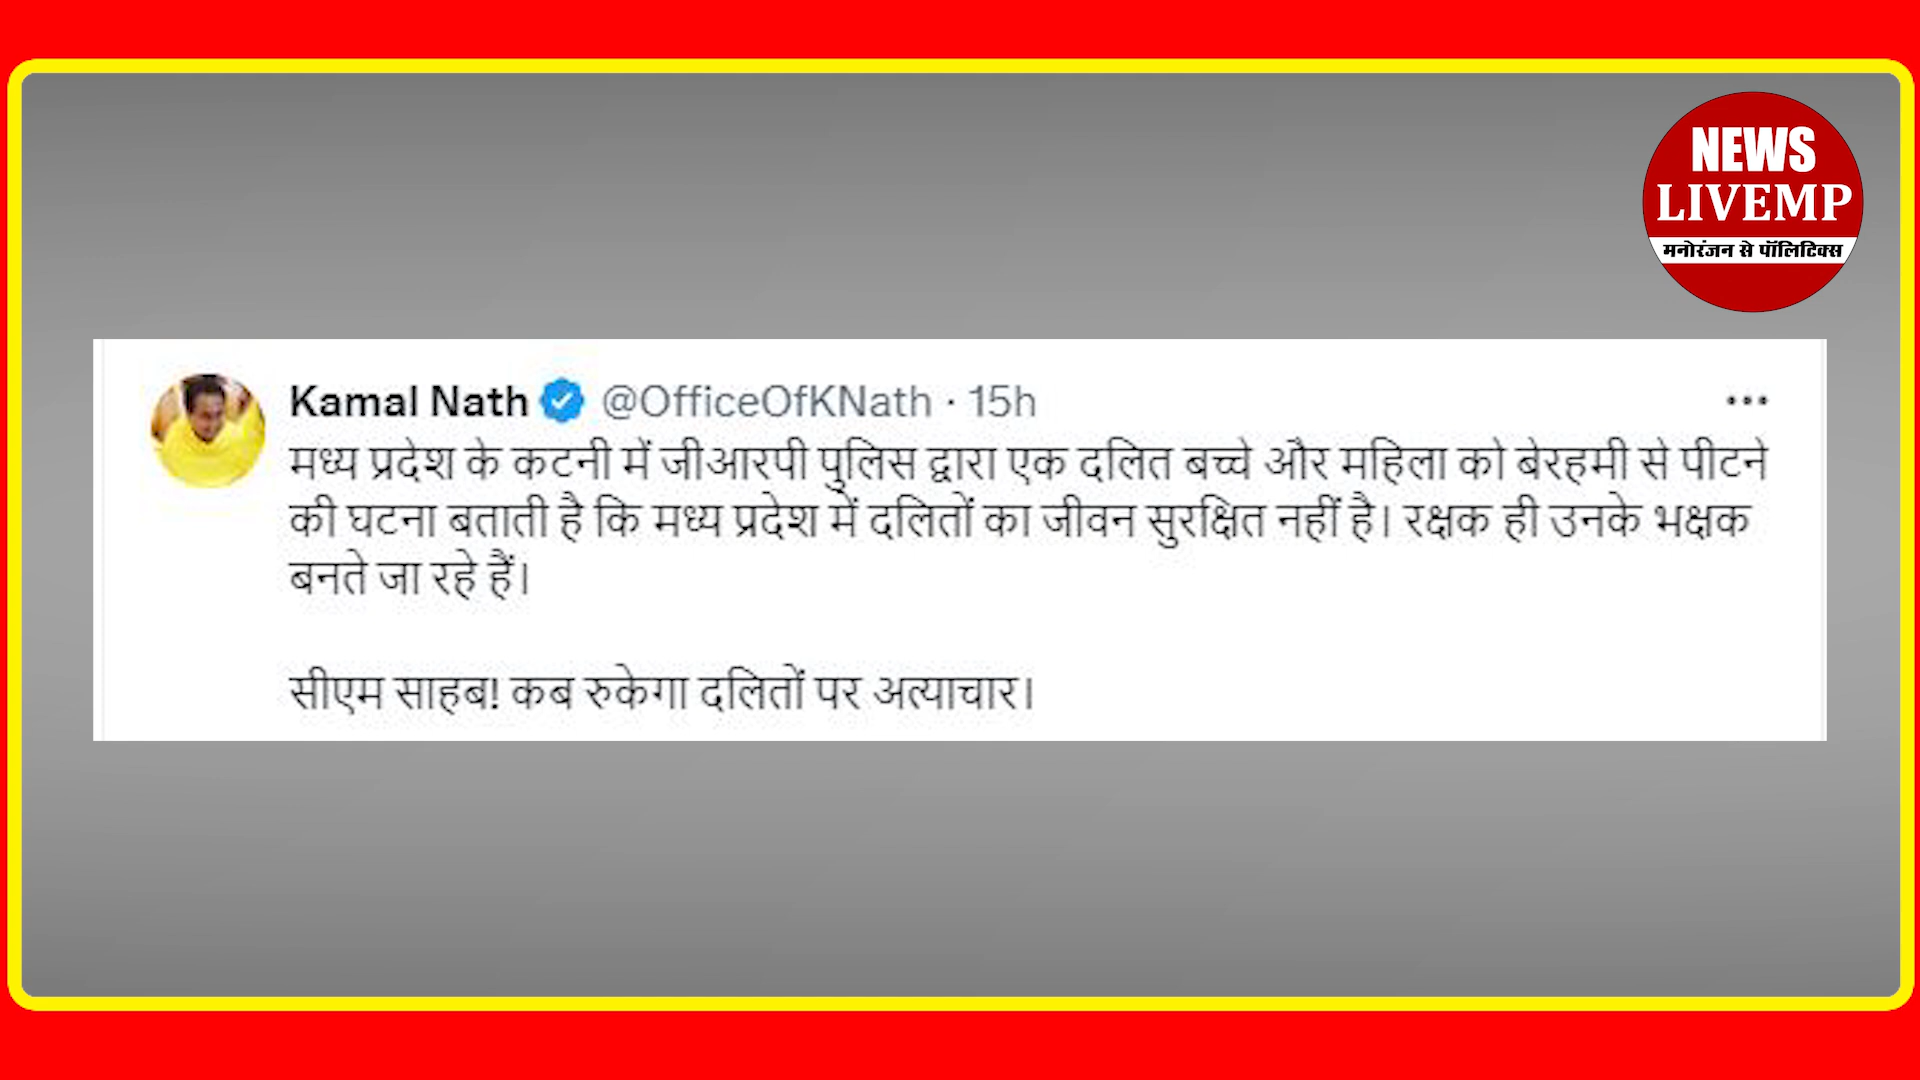 NEWS
LIVEMP
मनोरंजन से पॉलिटिक्स
Kamal Nath @OfficeOfKNath · 15h
मध्य प्रदेश के कटनी में जीआरपी पुलिस द्वारा एक दलित बच्चे और महिला को बेरहमी से पीटने
की घटना बताती है कि मध्य प्रदेश में दलितों का जीवन सुरक्षित नहीं है। रक्षक ही उनके भक्षक
बनते जा रहे हैं।
सीएम साहब! कब रुकेगा दलितों पर अत्याचार।